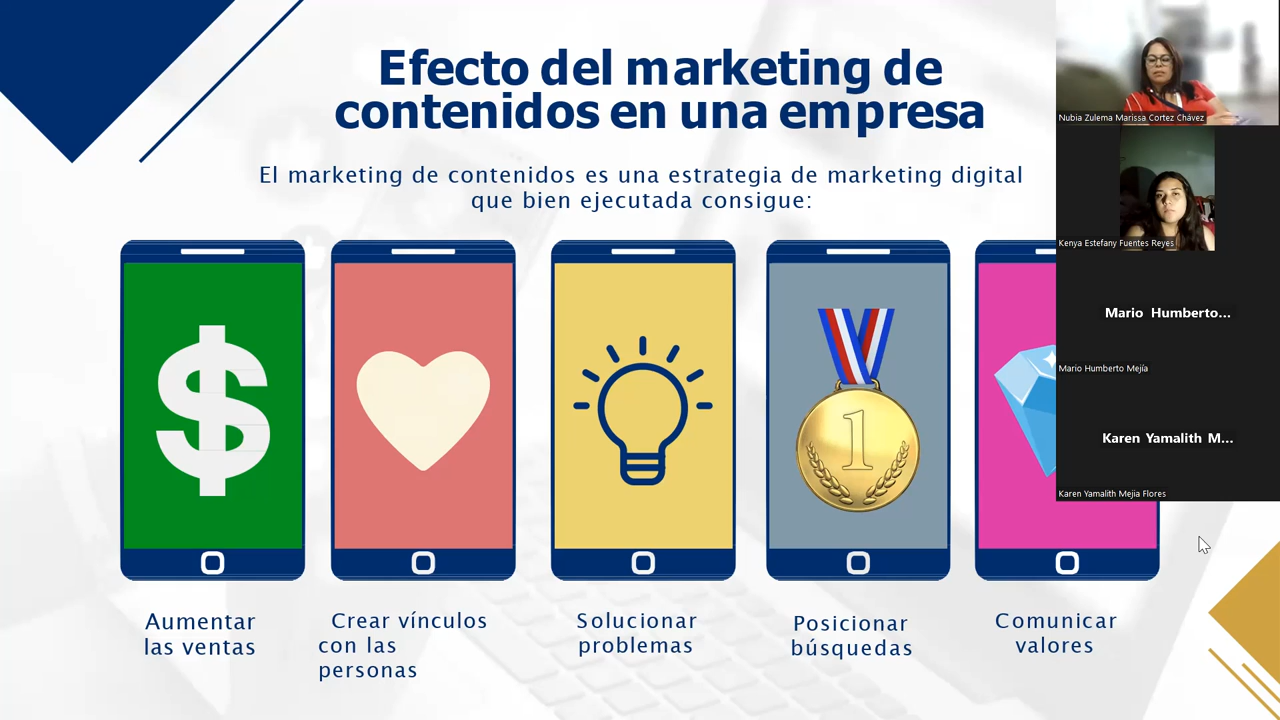 Efecto del marketing de
contenidos en una empresa
El marketing de contenidos es una estrategia de marketing digital
que bien ejecutada consigue:
1
Aumentar
las ventas
Crear vínculos
con las
personas
Solucionar
problemas
Posicionar
búsquedas
Comunicar
valores
Nubia Zulema Marissa Cortez Chávez
Kenya Estefany Fuentes Reyes
Mario Humberto...
Mario Humberto Mejía
Karen Yamalith M...
Karen Yamalith Mejia Flores